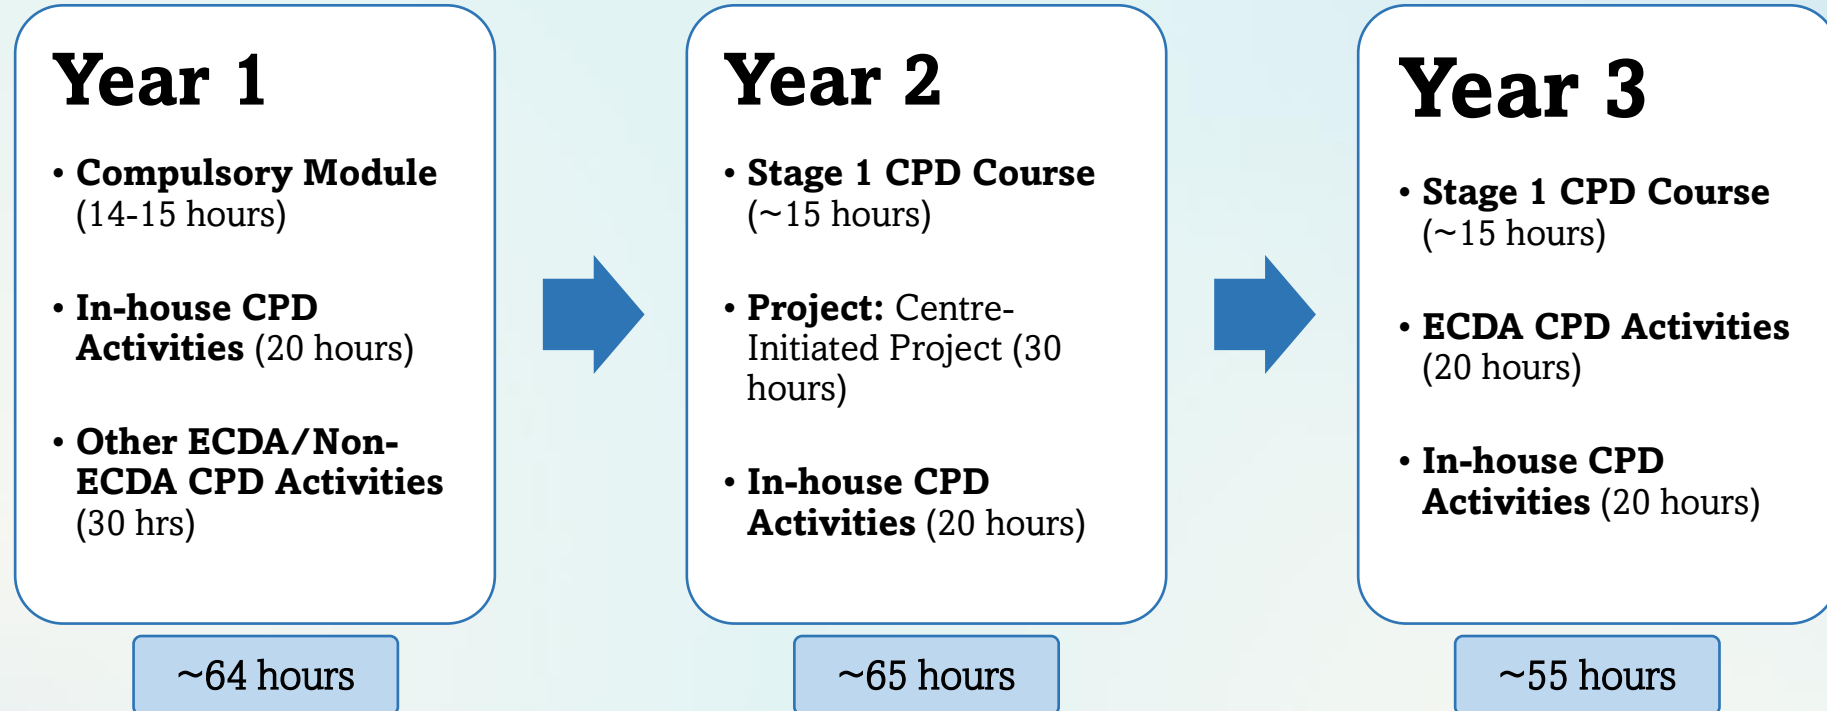 Year 1
• Compulsory Module
(14-15 hours)
• In-house CPD
Activities (20 hours)
• Other ECDA/Non-
ECDA CPD Activities
(30 hrs)
~64 hours
Year 2
• Stage 1 CPD Course
(~15 hours)
• Project: Centre-
Initiated Project (30
hours)
• In-house CPD
Activities (20 hours)
~65 hours
Year 3
• Stage 1 CPD Course
(~15 hours)
• ECDA CPD Activities
(20 hours)
• In-house CPD
Activities (20 hours)
~55 hours